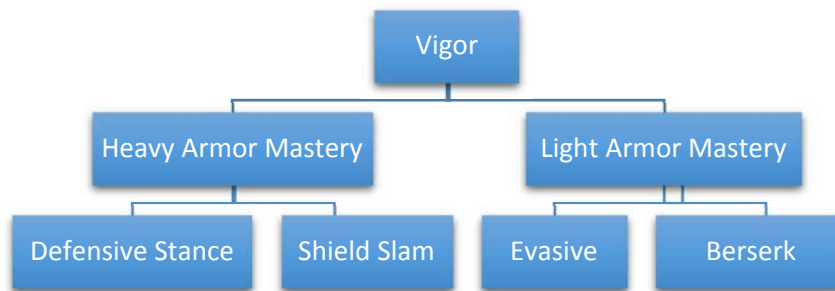 Vigor
Heavy Armor Mastery
Light Armor Mastery
Defensive Stance
Shield Slam
Evasive
Berserk